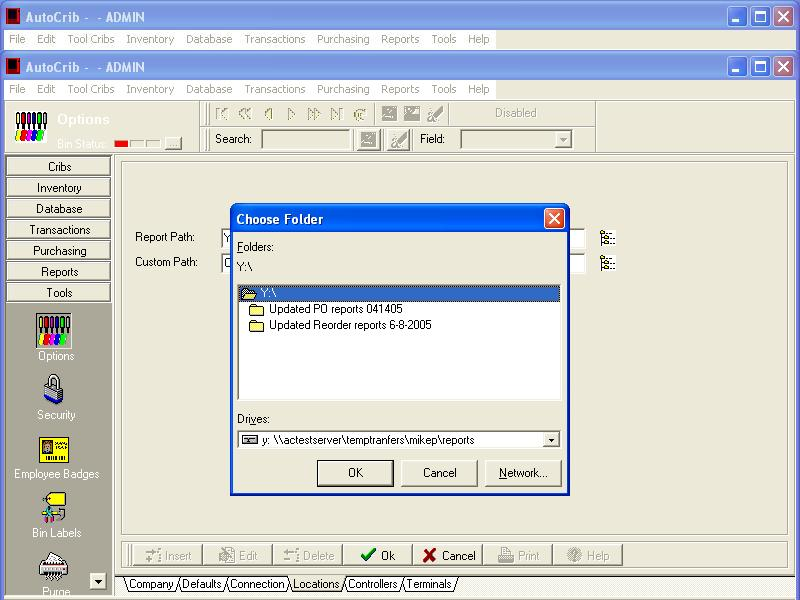 AutoCrib - - ADMIN
File Edit Tool Cribs Inventory Database Transactions Purchasing Reports Tools Help
AutoCrib - - ADMIN
File Edit Tool Cribs Inventory Database Transactions Purchasing Reports Tools Help
Options
Bin Status: ...
Disabled
Search: Field:
Cribs
Inventory
Database
Transactions
Purchasing
Reports
Tools
Options
Security
Employee Badges
Bin Labels
Purge
Report Path: Y
Custom Path: C
Choose Folder
Folders:
Y:\
Y:\
Updated PO reports 041405
Updated Reorder reports 6-8-2005
Drives:
y: \\actestserver\temptranfers\mikep\reports
OK Cancel Network...
Insert Edit Delete Ok Cancel Print Help
Company Defaults Connection Locations Controllers Terminals